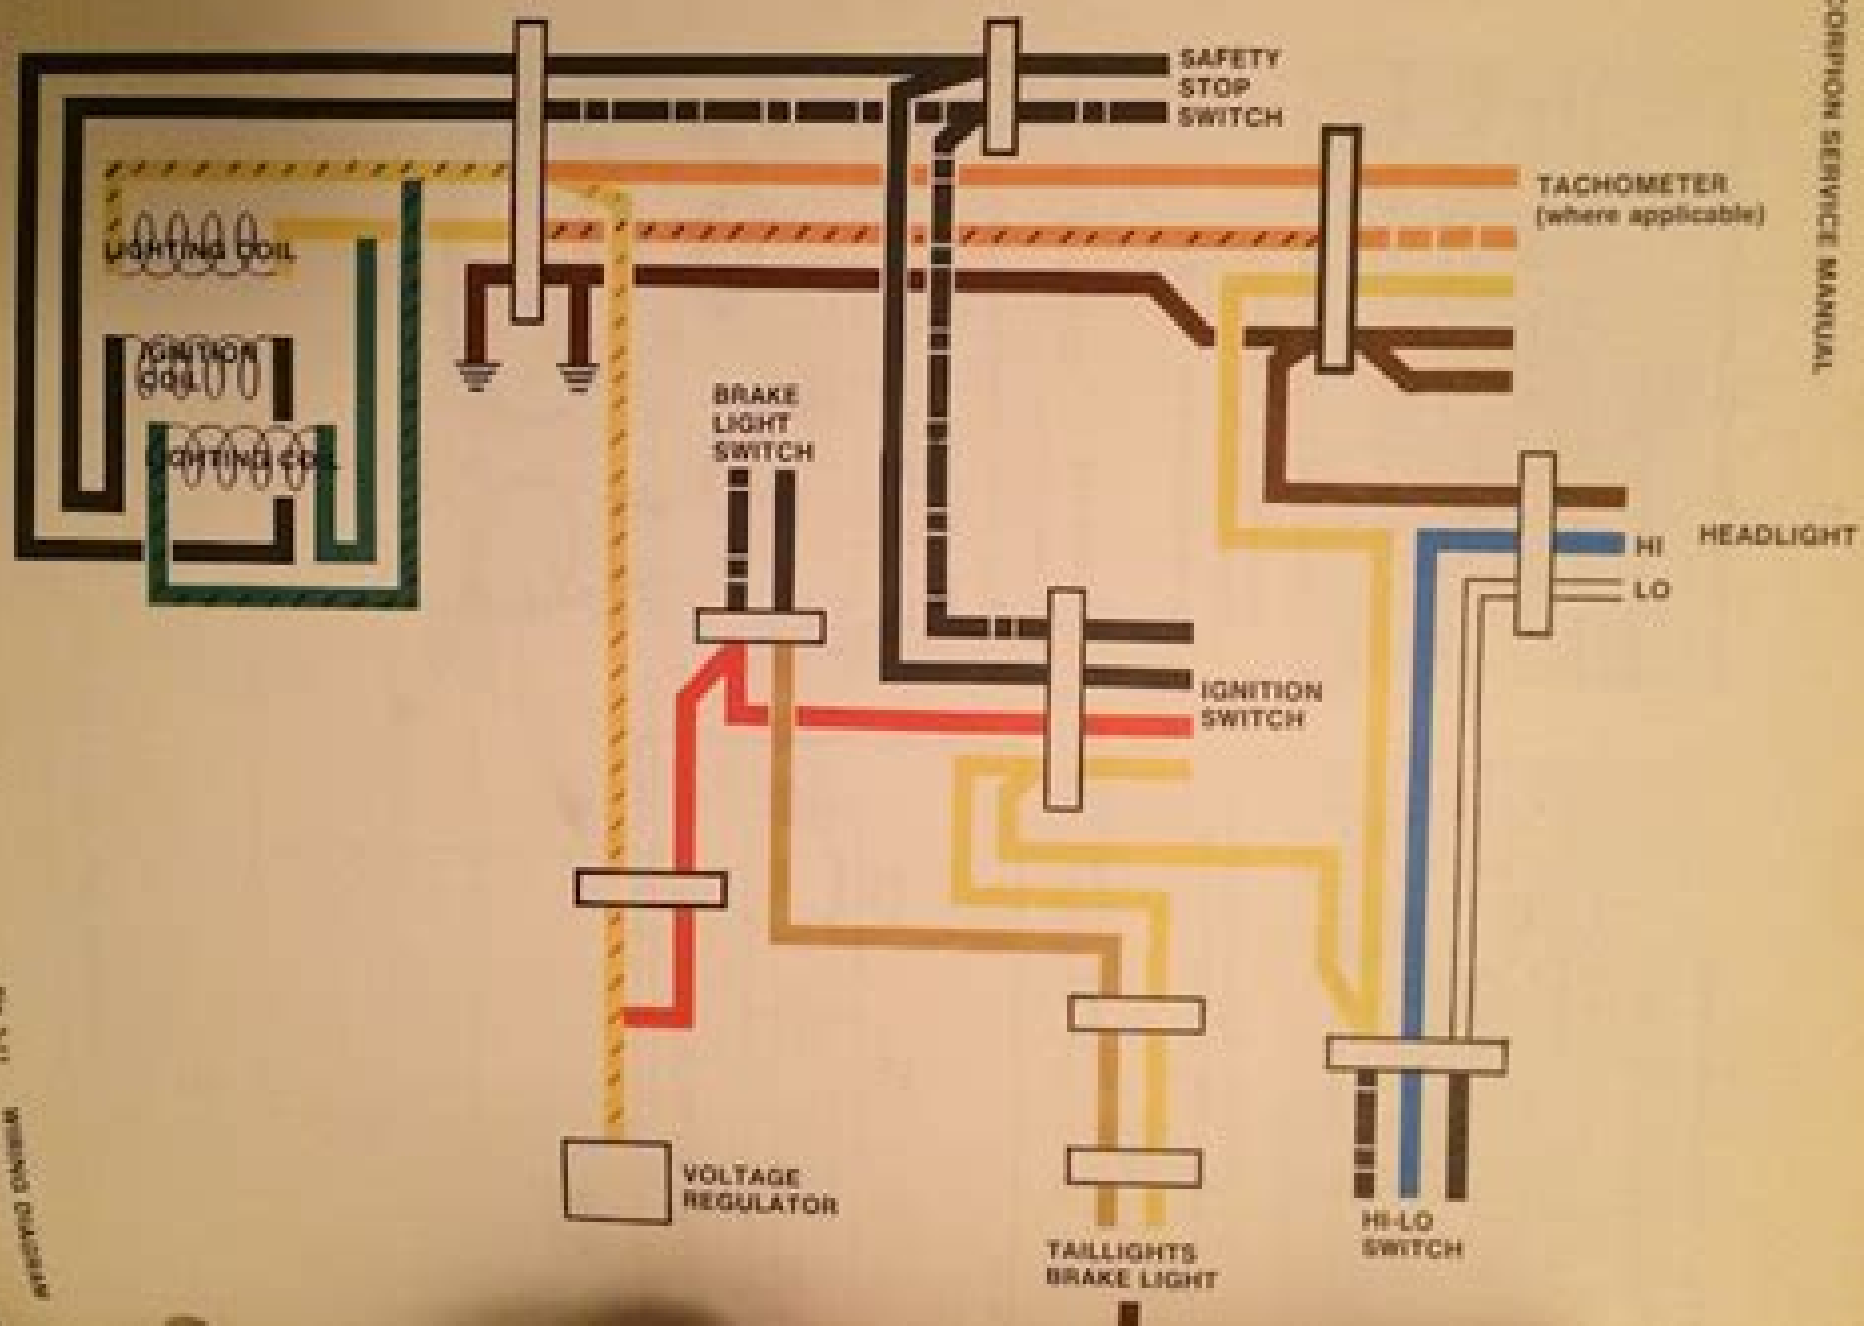 SAFETY
STOP
SWITCH
TACHOMETER
(where applicable)
LIGHTING COIL
IGNITION
COIL
LIGHTING COIL
BRAKE
LIGHT
SWITCH
HEADLIGHT
HI
LO
IGNITION
SWITCH
VOLTAGE
REGULATOR
TAILLIGHTS
BRAKE LIGHT
HI-LO
SWITCH
SERVICE MANUAL
WIRING DIAGRAM